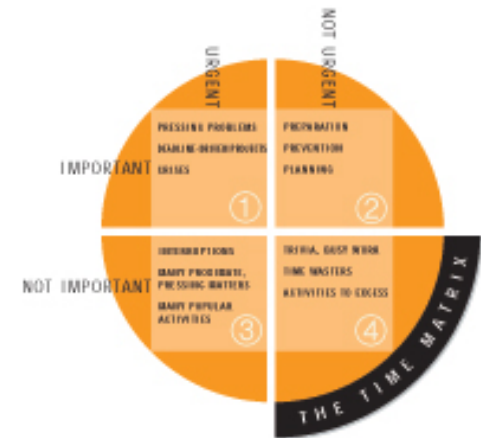 URGENT
NOT URGENT
IMPORTANT
PRESSING PROBLEMS
DEADLINE-DRIVEN PROJECTS
CRISES
1
PREPARATION
PREVENTION
PLANNING
2
NOT IMPORTANT
INTERRUPTIONS
MANY PROXIMATE,
PRESSING MATTERS
MANY POPULAR
ACTIVITIES
3
TRIVIA, BUSY WORK
TIME WASTERS
ACTIVITIES TO EXCESS
4
THE TIME MATRIX